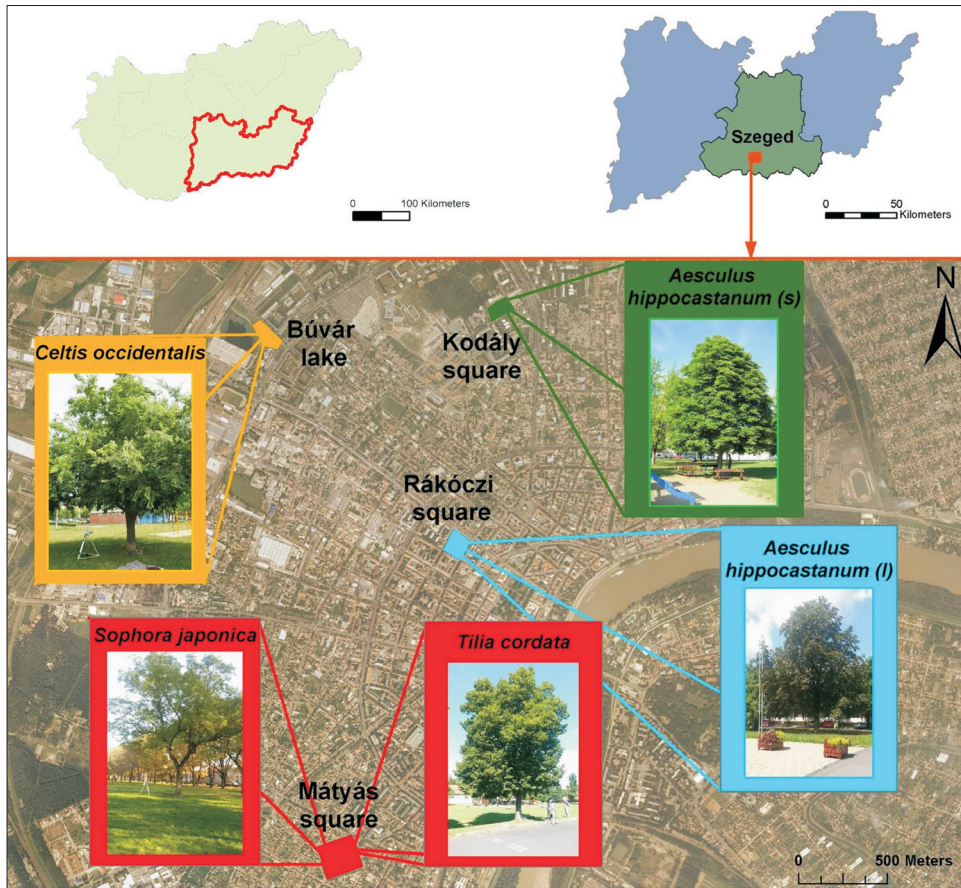 0 100 Kilometers
Szeged
0 50
Kilometers
Aesculus
hippocastanum (s)
N
Búvár
lake
Kodály
square
Celtis occidentalis
Rákóczi
square
Aesculus
hippocastanum (l)
Sophora japonica
Tilia cordata
Mátyás
square
0 500 Meters